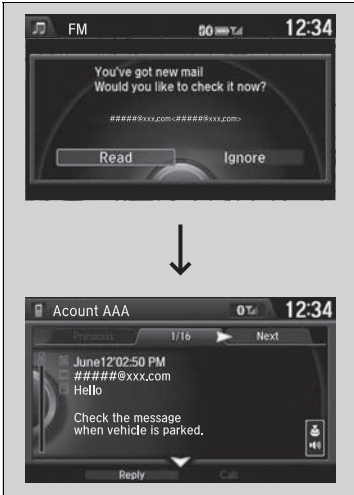 FM 12:34
You've got new mail
Would you like to check it now?
#####@xxx.com<#####@xxx.com>
Read Ignore
Acount AAA 12:34
Previous 1/16 Next
June12'02:50 PM
#####@xxx.com
Hello
Check the message
when vehicle is parked.
Reply Call